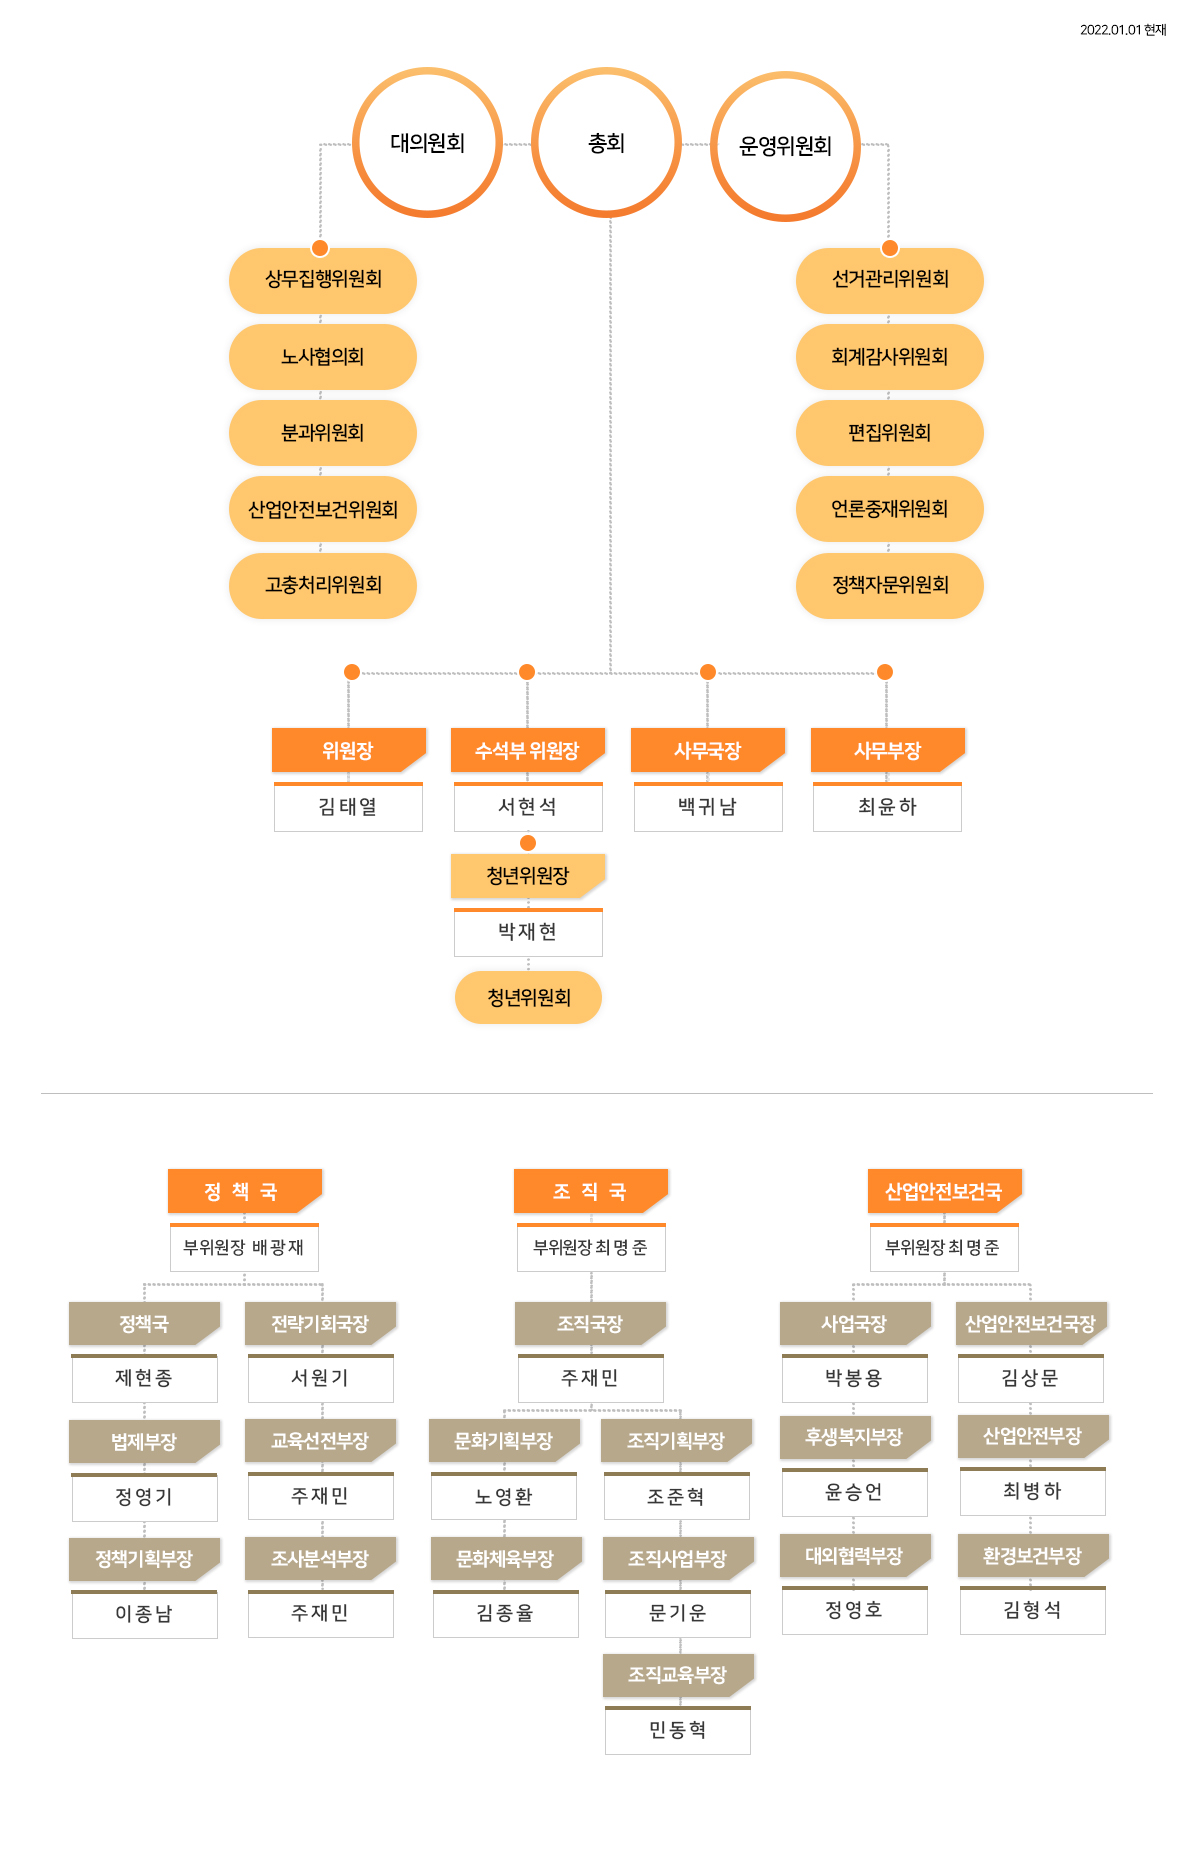 2022.01.01 현재
대의원회
총회
운영위원회
상무집행위원회
선거관리위원회
노사협의회
회계감사위원회
분과위원회
편집위원회
산업안전보건위원회
언론중재위원회
고충처리위원회
정책자문위원회
위원장
수석부 위원장
사무국장
사무부장
김태열
서현석
백귀남
최윤하
청년위원장
박재현
청년위원회
정 책 국
조 직 국
산업안전보건국
부위원장 배광재
부위원장 최명준
부위원장 최명준
정책국
전략기회국장
조직국장
사업국장
산업안전보건국장
제현종
서원기
주재민
박봉용
김상문
법제부장
교육선전부장
문화기획부장
조직기획부장
후생복지부장
산업안전부장
정영기
주재민
노영환
조준혁
윤승언
최병하
정책기획부장
조사분석부장
문화체육부장
조직사업부장
대외협력부장
환경보건부장
이종남
주재민
김종율
문기운
정영호
김형석
조직교육부장
민동혁